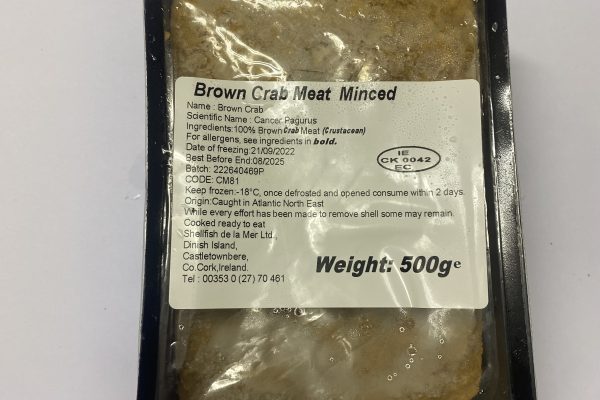 Brown Crab Meat Minced
Name : Brown Crab
Scientific Name : Cancer Pagurus
Ingredients:100% Brown Crab Meat (Crustacean)
For allergens, see ingredients in bold.
Date of freezing:21/09/2022
Best Before End:08/2025
Batch: 222640469P
CODE: CM81
IE
CK 0042
EC
Keep frozen:-18°C, once defrosted and opened consume within 2 days.
Origin:Caught in Atlantic North East
While every effort has been made to remove shell some may remain
Cooked ready to eat
Shellfish de la Mer Ltd.,
Dinish Island,
Castletownbere,
Co.Cork,Ireland.
Tel : 00353 0 (27) 70 461
Weight: 500g℮